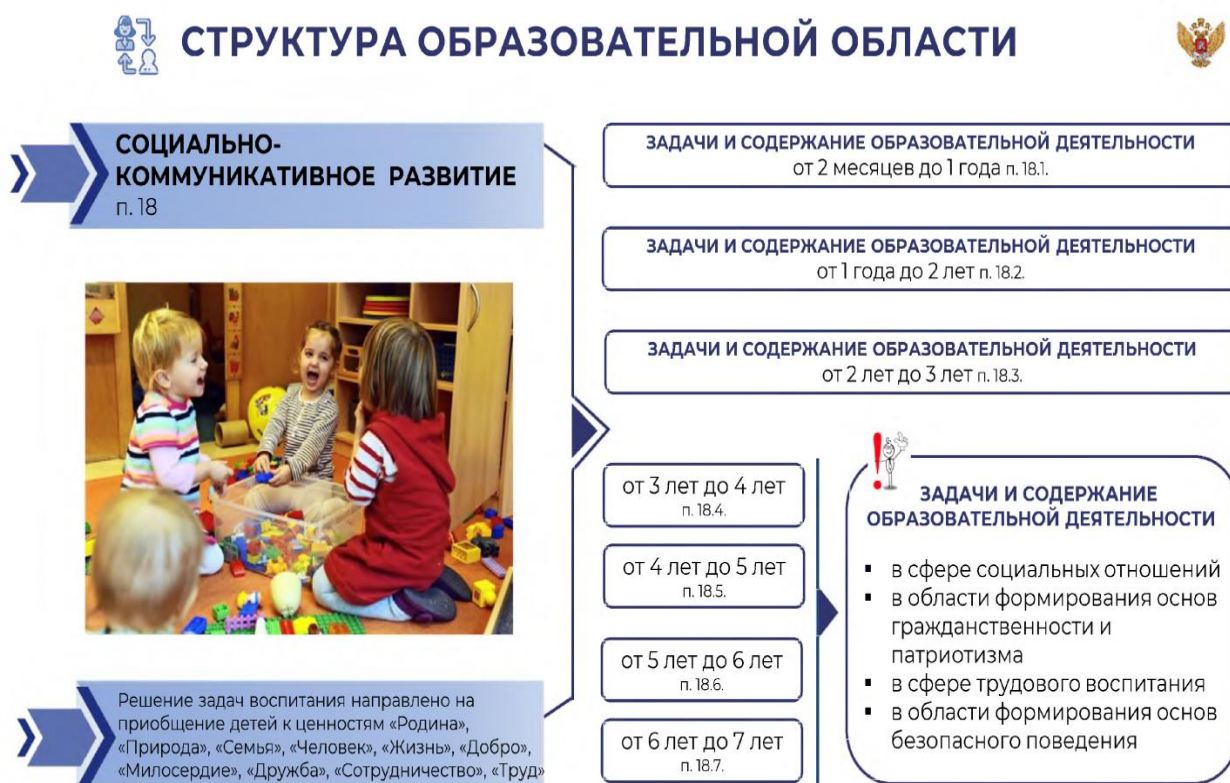 СТРУКТУРА ОБРАЗОВАТЕЛЬНОЙ ОБЛАСТИ
СОЦИАЛЬНО-
КОММУНИКАТИВНОЕ РАЗВИТИЕ
п. 18
ЗАДАЧИ И СОДЕРЖАНИЕ ОБРАЗОВАТЕЛЬНОЙ ДЕЯТЕЛЬНОСТИ
от 2 месяцев до 1 года п. 18.1.
ЗАДАЧИ И СОДЕРЖАНИЕ ОБРАЗОВАТЕЛЬНОЙ ДЕЯТЕЛЬНОСТИ
от 1 года до 2 лет п. 18.2.
ЗАДАЧИ И СОДЕРЖАНИЕ ОБРАЗОВАТЕЛЬНОЙ ДЕЯТЕЛЬНОСТИ
от 2 лет до 3 лет п. 18.3.
от 3 лет до 4 лет
п. 18.4.
от 4 лет до 5 лет
п. 18.5.
от 5 лет до 6 лет
п. 18.6.
от 6 лет до 7 лет
п. 18.7.
ЗАДАЧИ И СОДЕРЖАНИЕ
ОБРАЗОВАТЕЛЬНОЙ ДЕЯТЕЛЬНОСТИ
▪ в сфере социальных отношений
▪ в области формирования основ
гражданственности и
патриотизма
▪ в сфере трудового воспитания
▪ в области формирования основ
безопасного поведения
Решение задач воспитания направлено на
приобщение детей к ценностям «Родина»,
«Природа», «Семья», «Человек», «Жизнь», «Добро»,
«Милосердие», «Дружба», «Сотрудничество», «Труд»